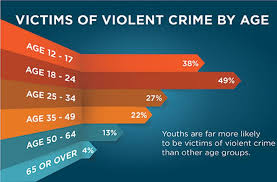 VICTIMS OF VIOLENT CRIME BY AGE
AGE 12 - 17
38%
AGE 18 - 24
49%
AGE 25 - 34
27%
AGE 35 - 49
22%
AGE 50 - 64
13%
65 OR OVER
4%
Youths are far more likely
to be victims of violent crime
than other age groups.